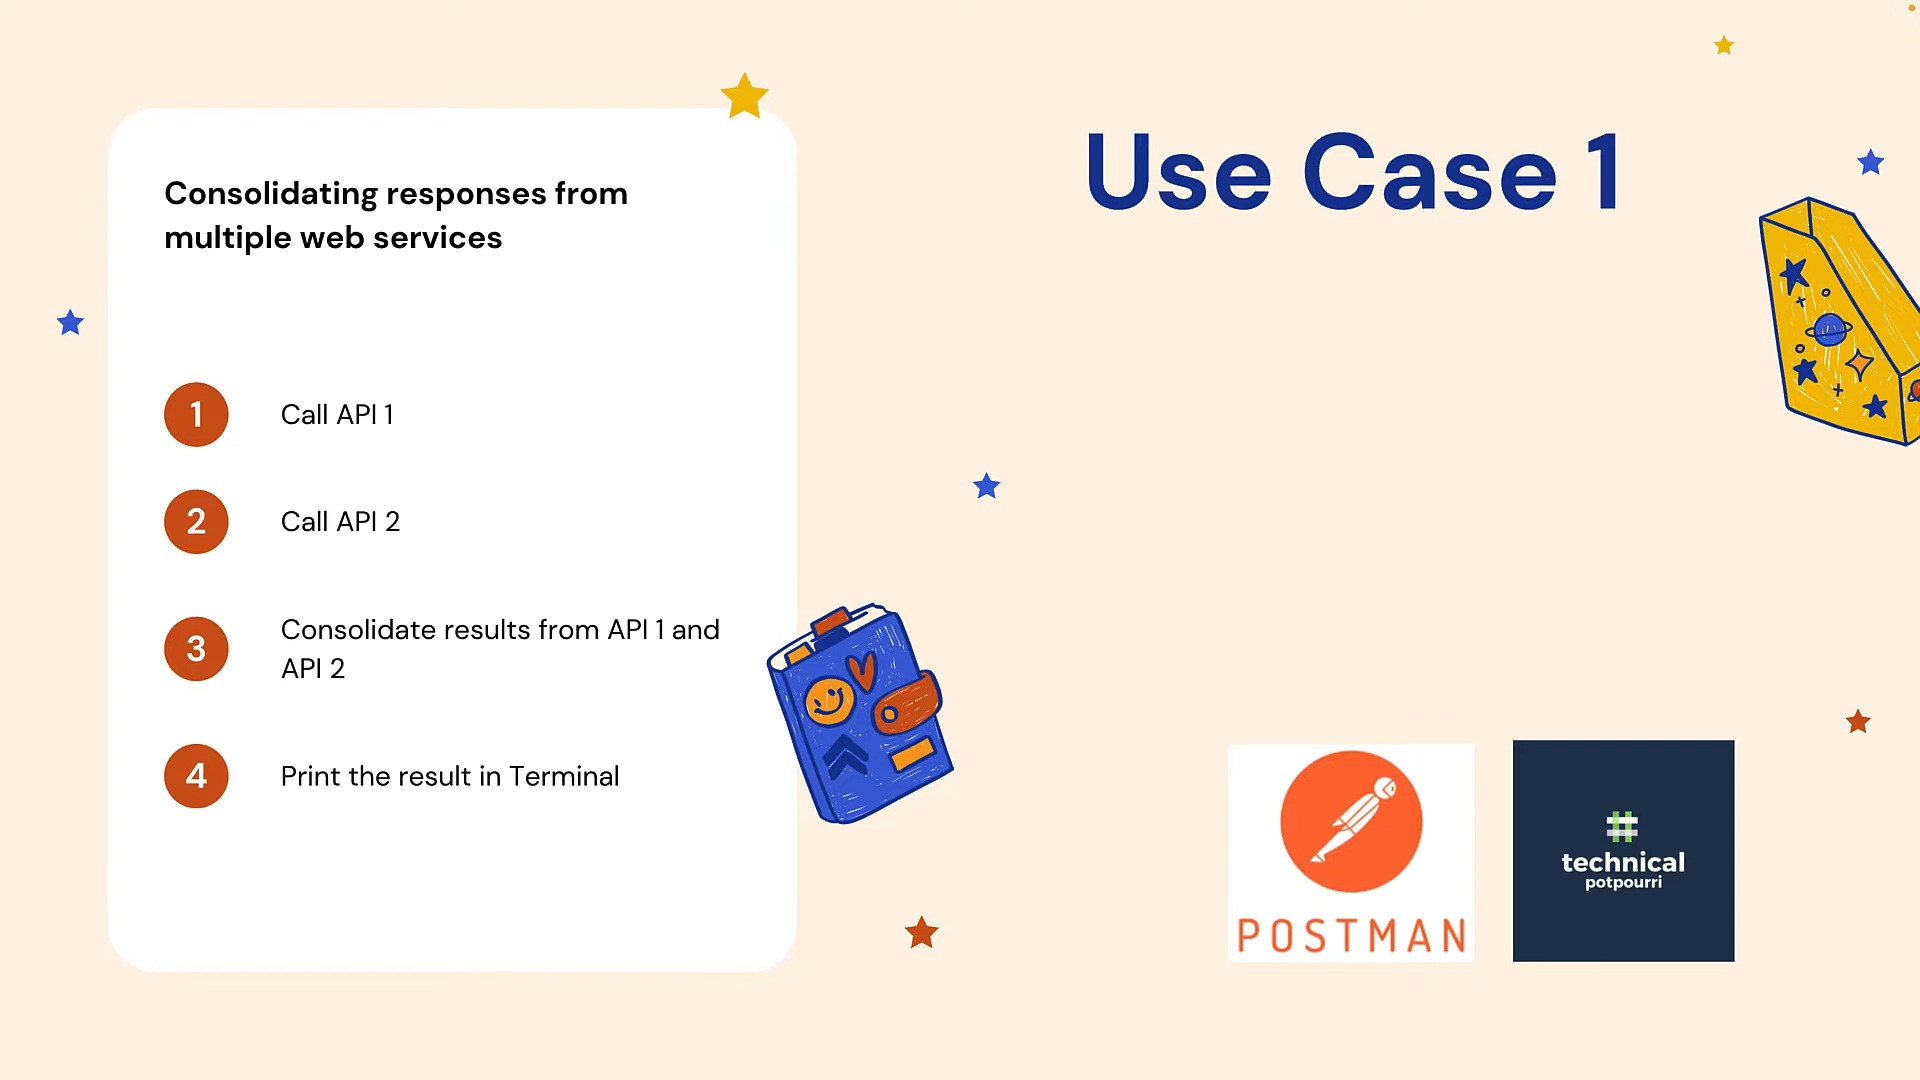 Use Case 1
Consolidating responses from
multiple web services
1
Call API 1
2
Call API 2
3
Consolidate results from API 1 and
API 2
4
Print the result in Terminal
POSTMAN
technical
potpourri